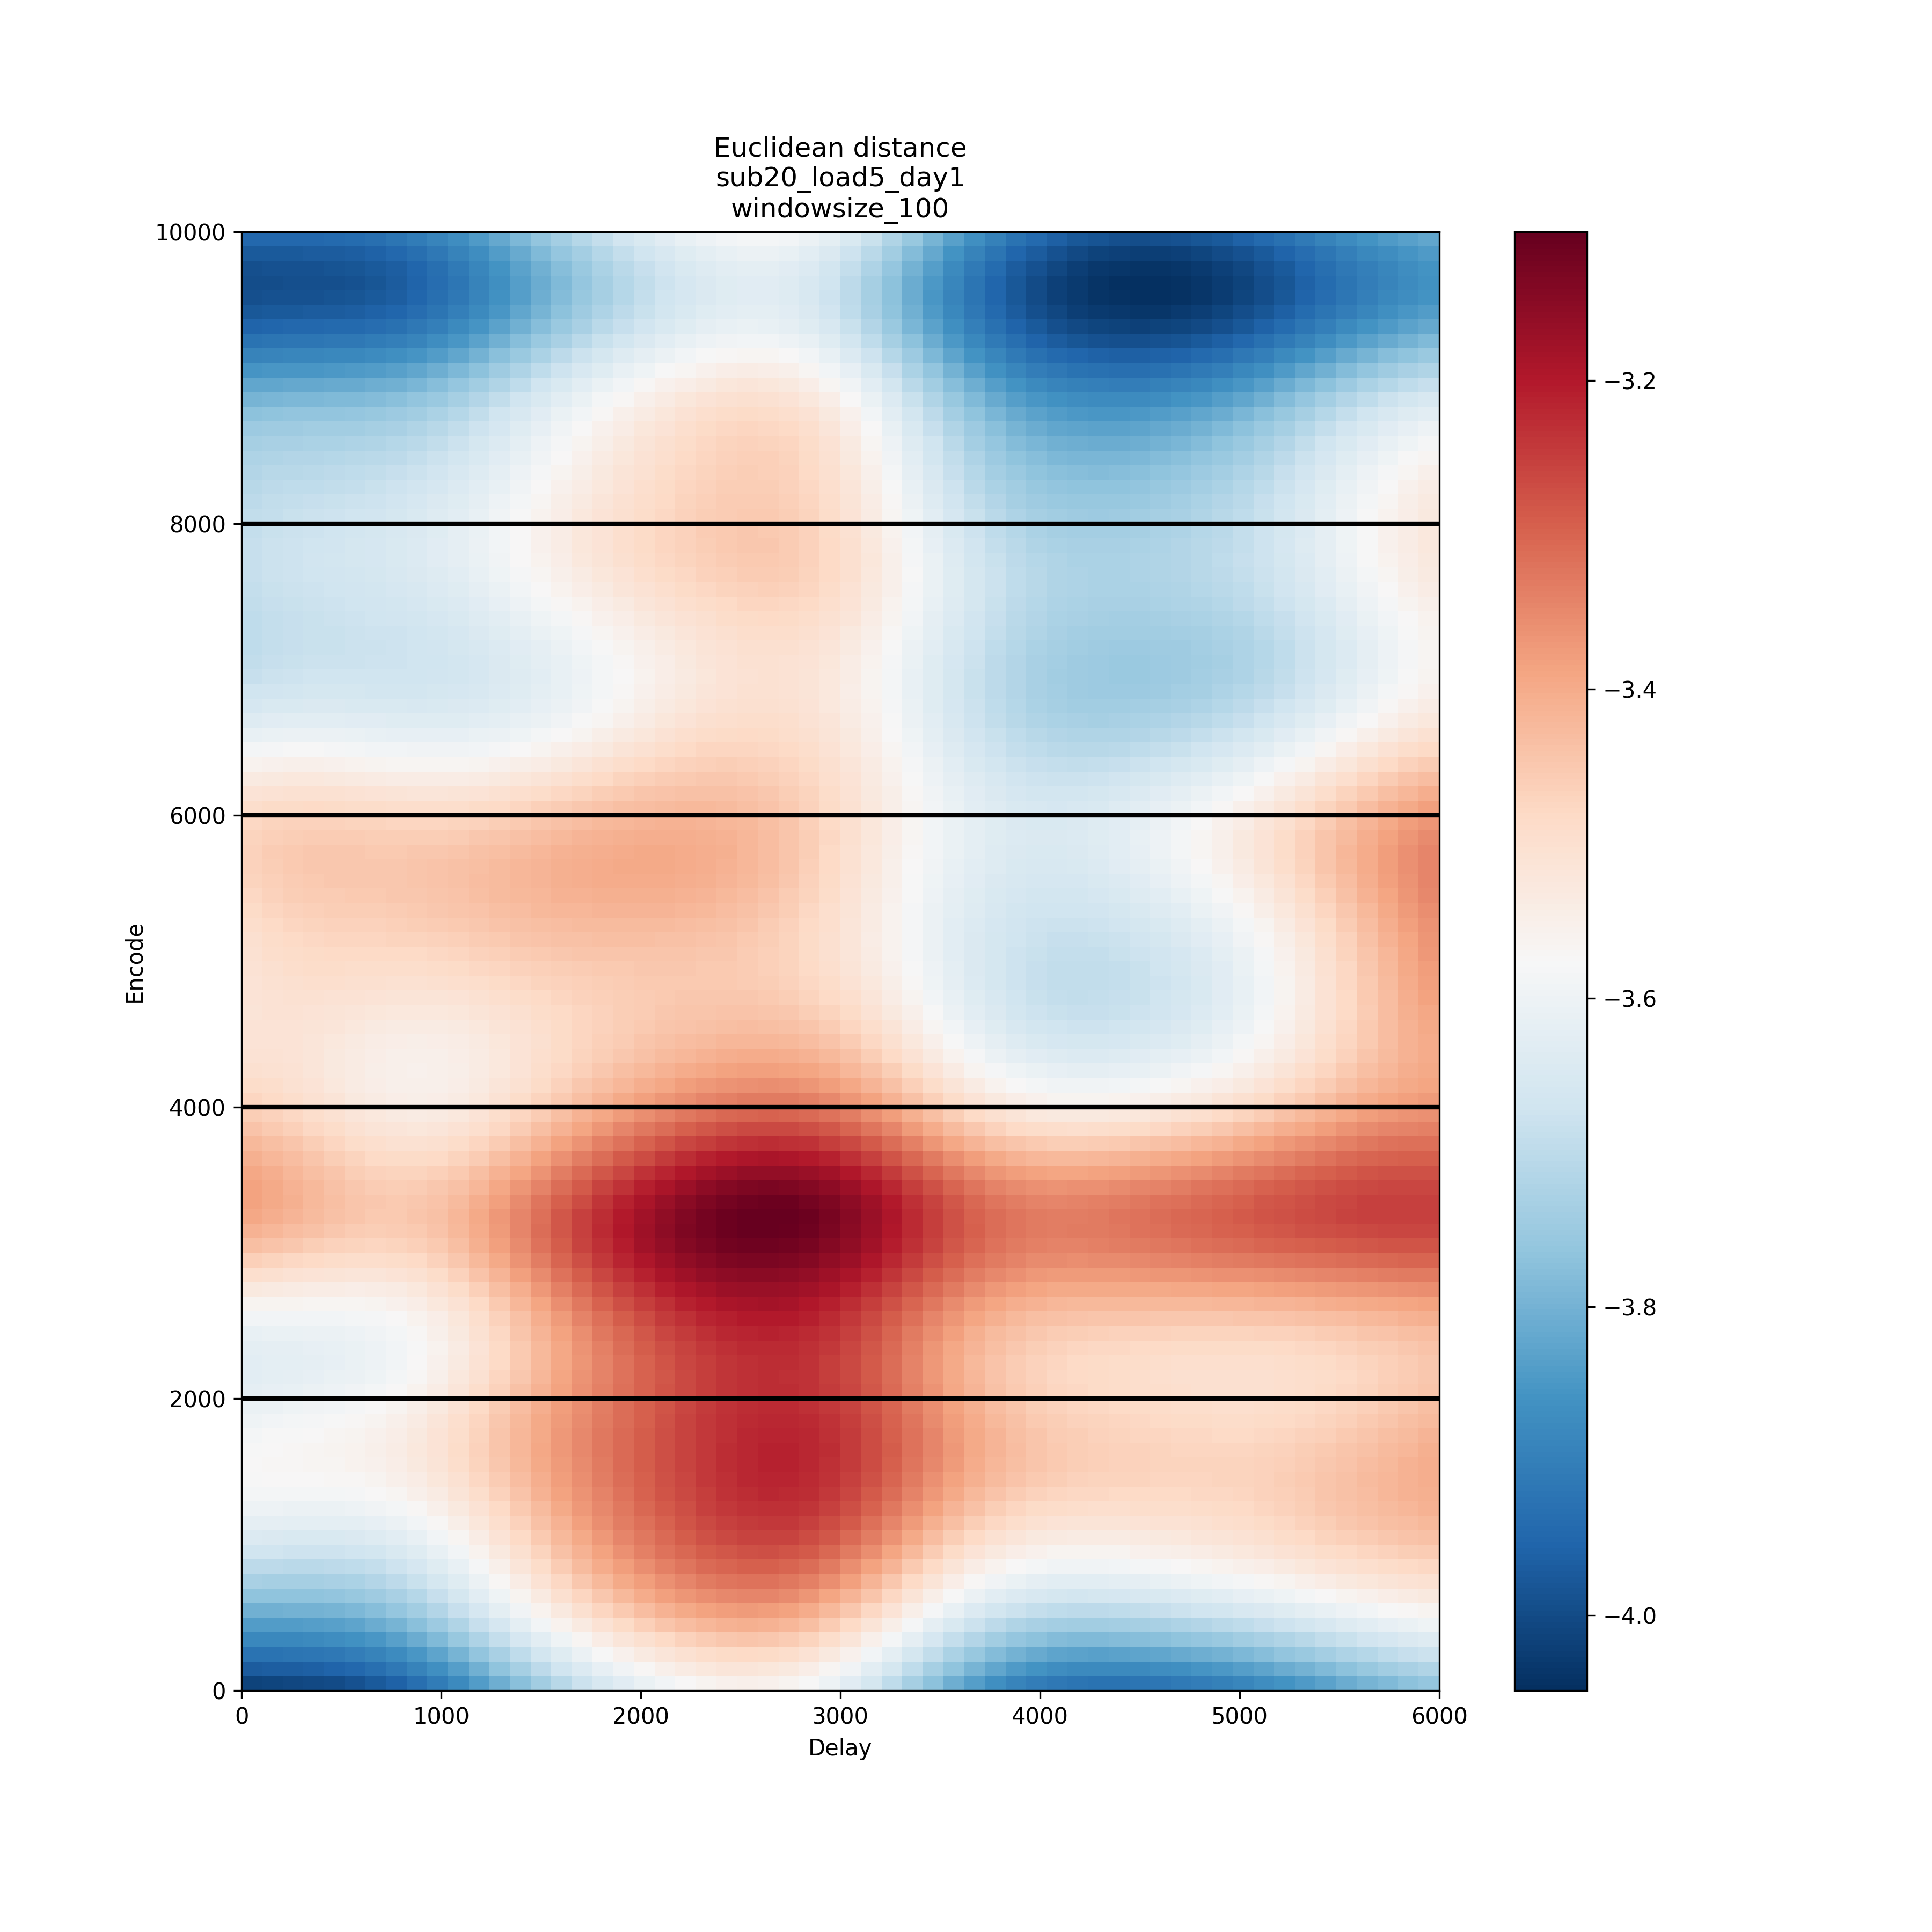 Euclidean distance
sub20_load5_day1
windowsize_100
10000
8000
6000
4000
2000
0
Encode
0 1000 2000 3000 4000 5000 6000
Delay
−3.2
−3.4
−3.6
−3.8
−4.0